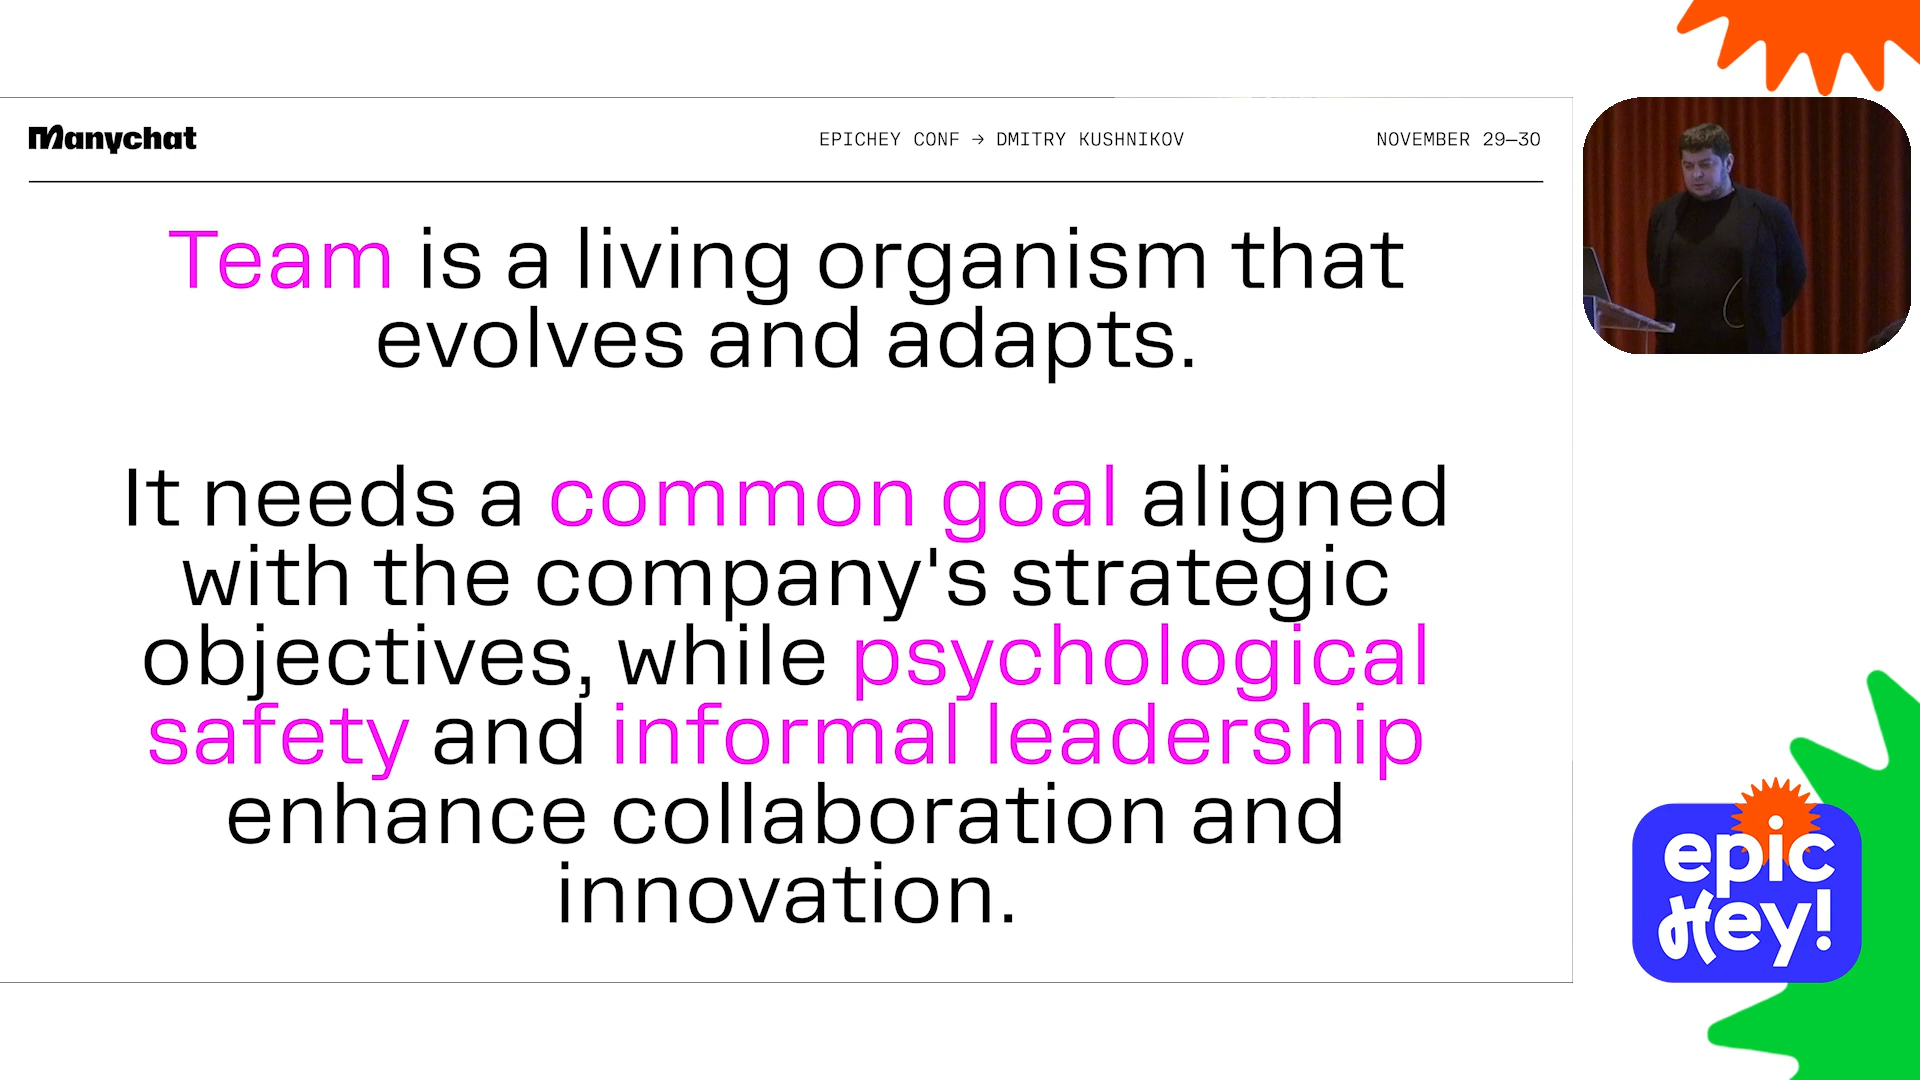 Manychat
EPICHEY CONF → DMITRY KUSHNIKOV
NOVEMBER 29—30
Team is a living organism that
evolves and adapts.
It needs a common goal aligned
with the company's strategic
objectives, while psychological
safety and informal leadership
enhance collaboration and
innovation.
epic
Hey!